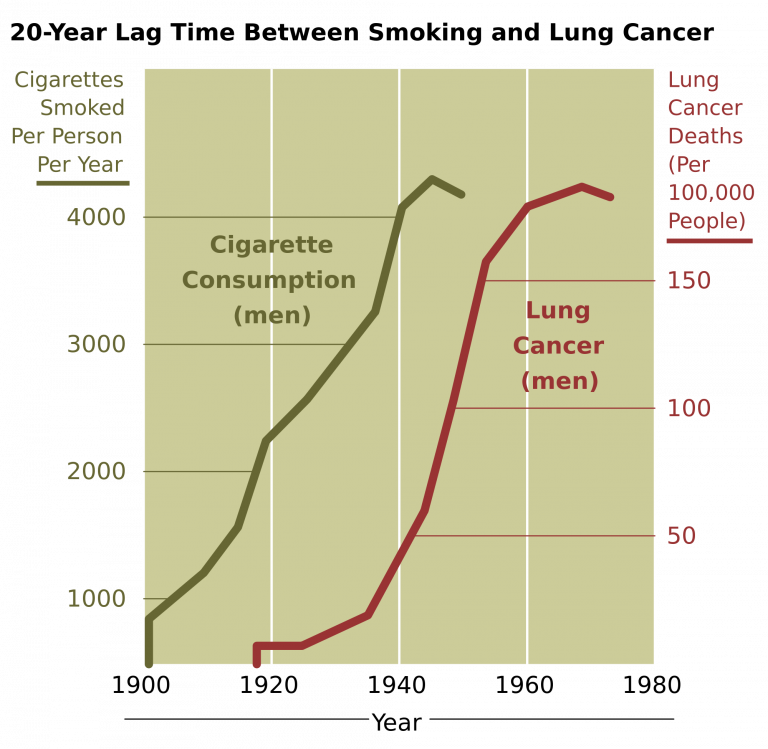 20-Year Lag Time Between Smoking and Lung Cancer
Cigarettes
Smoked
Per Person
Per Year
Lung
Cancer
Deaths
(Per
100,000
People)
4000
3000
2000
1000
Cigarette
Consumption
(men)
Lung
Cancer
(men)
150
100
50
1900
1920
1940
1960
1980
Year